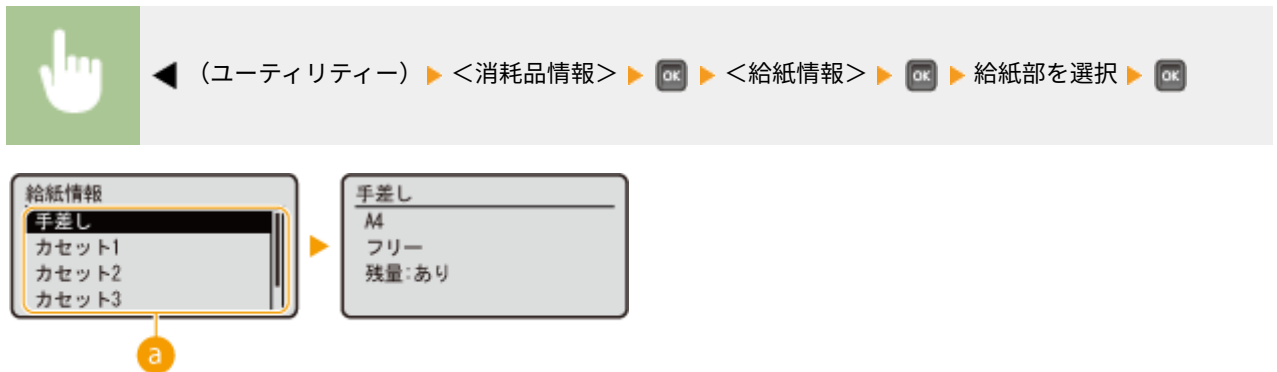 ◀（ユーティリティー）▶ ＜消耗品情報＞ ▶ OK ▶ ＜給紙情報＞ ▶ OK ▶ 給紙部を選択 ▶ OK
給紙情報
手差し
カセット1
カセット2
カセット3
a
▶
手差し
A4
フリー
残量:あり